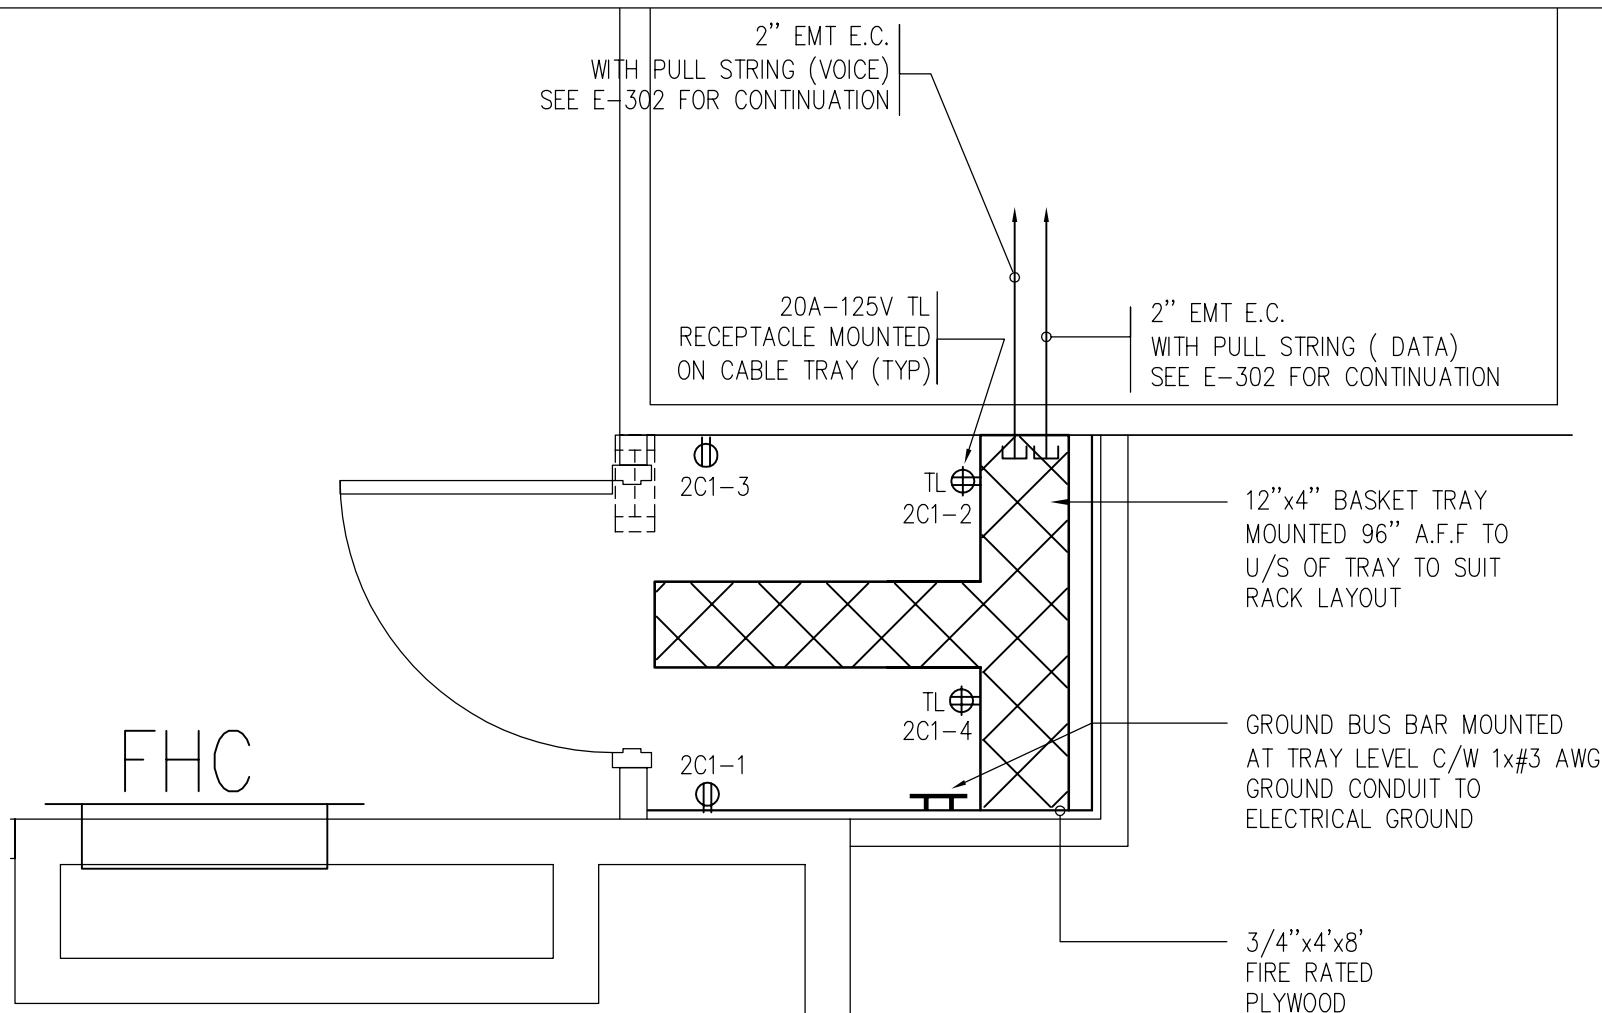 2” EMT E.C.
WITH PULL STRING (VOICE)
SEE E-302 FOR CONTINUATION
20A-125V TL
RECEPTACLE MOUNTED
ON CABLE TRAY (TYP)
2” EMT E.C.
WITH PULL STRING ( DATA)
SEE E-302 FOR CONTINUATION
2C1-3
TL
2C1-2
12”x4” BASKET TRAY
MOUNTED 96” A.F.F TO
U/S OF TRAY TO SUIT
RACK LAYOUT
TL
2C1-4
2C1-1
GROUND BUS BAR MOUNTED
AT TRAY LEVEL C/W 1x#3 AWG
GROUND CONDUIT TO
ELECTRICAL GROUND
FHC
3/4”x4’x8’
FIRE RATED
PLYWOOD